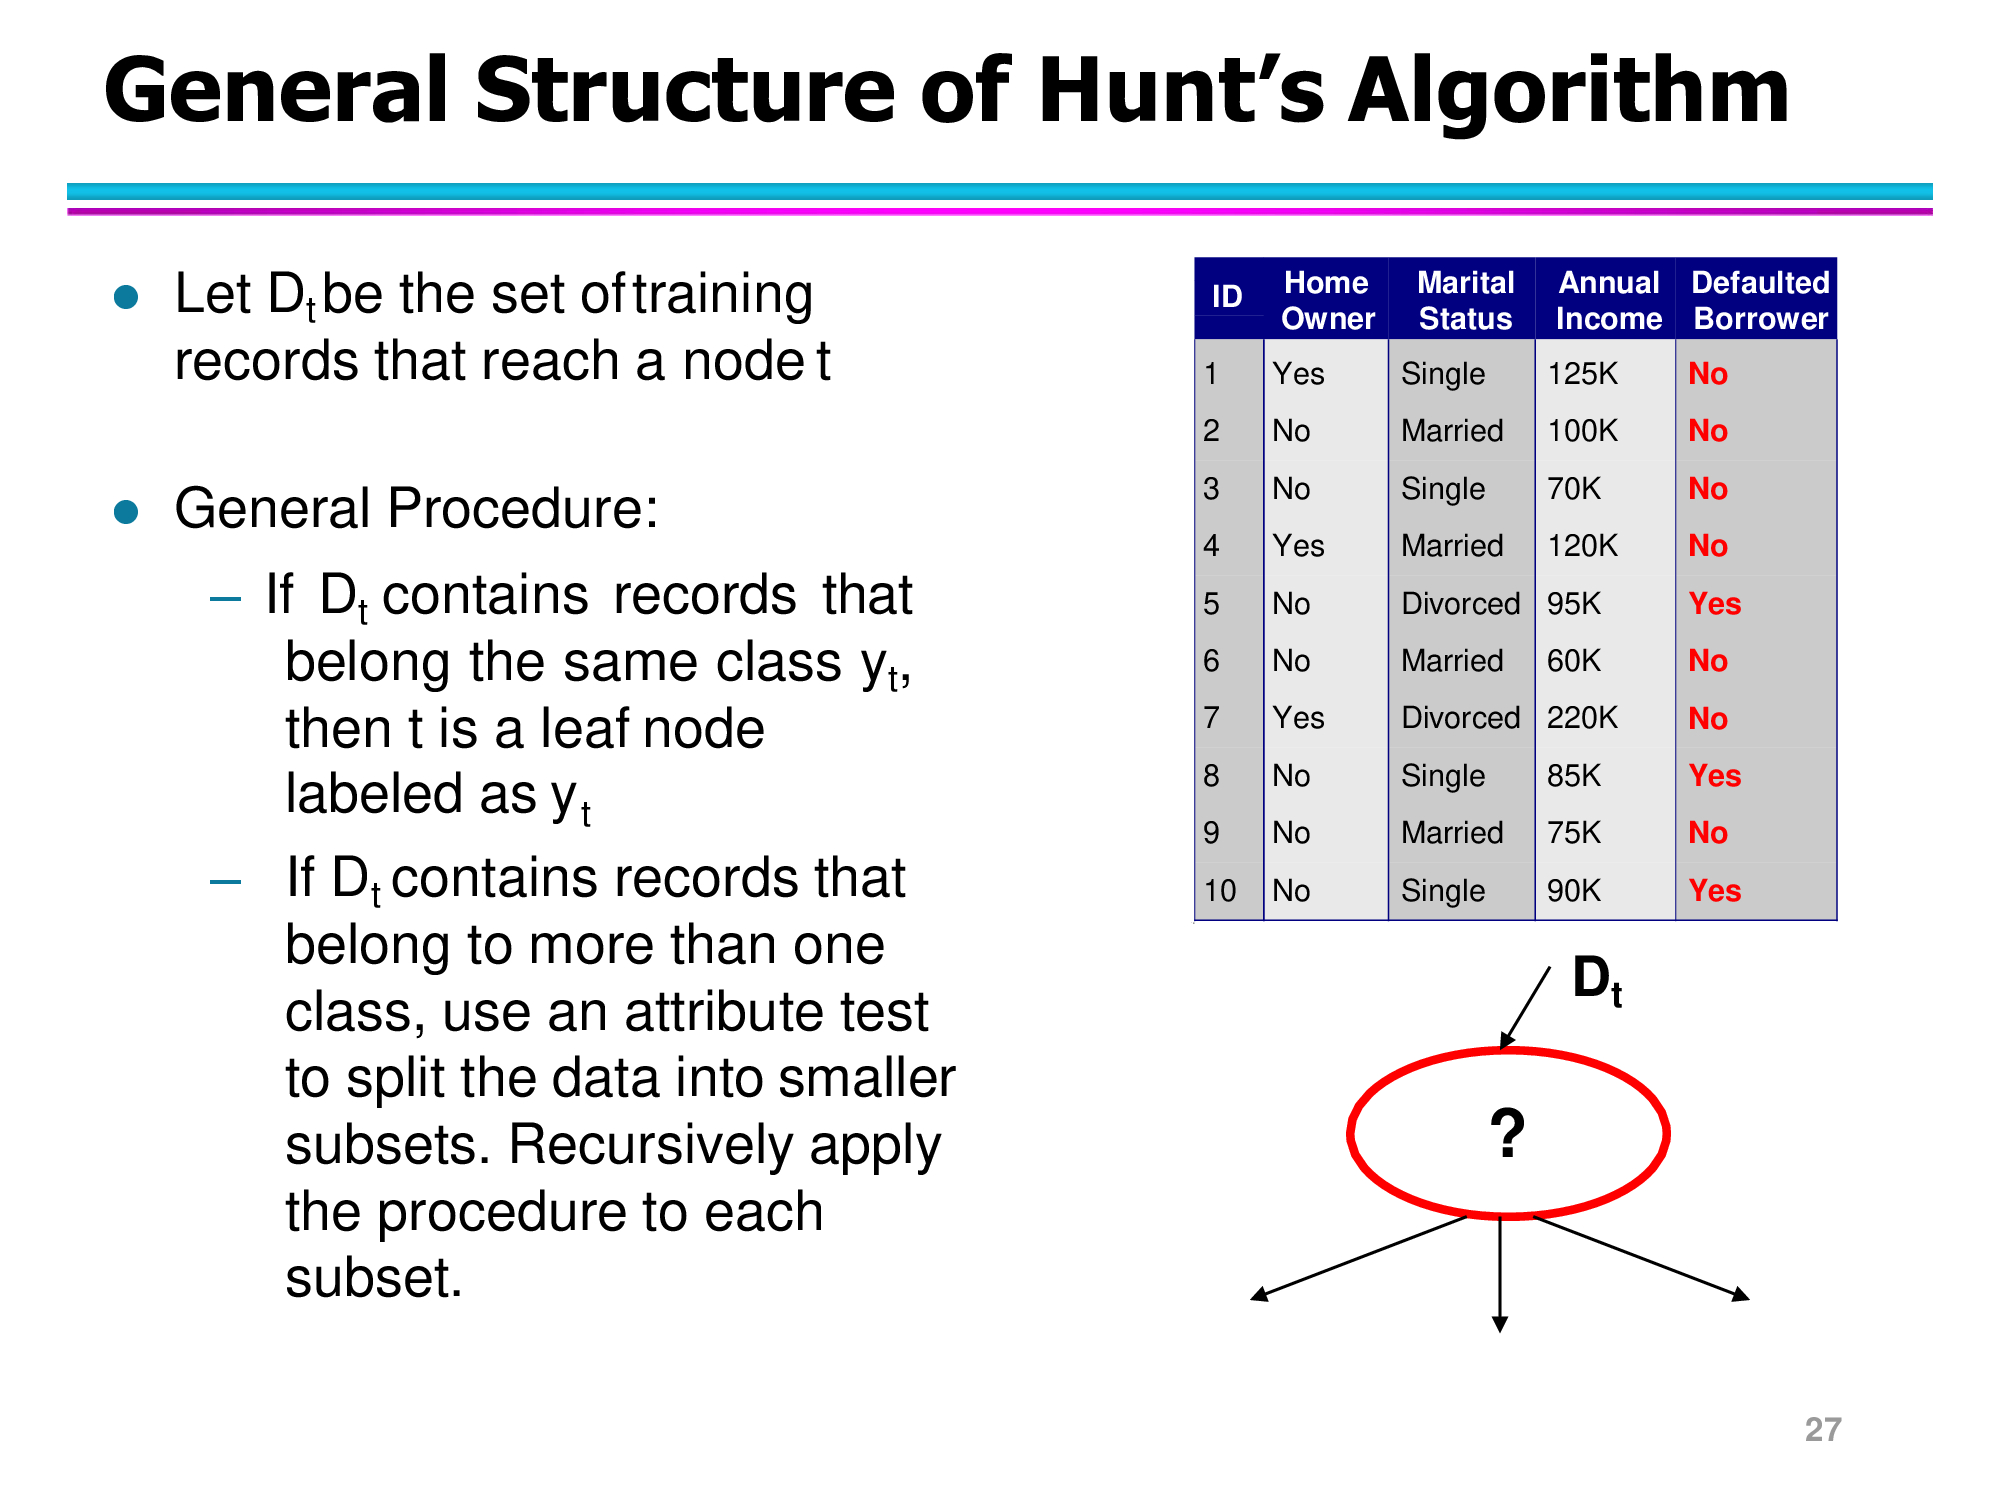 General Structure of Hunt’s Algorithm
Let Dt be the set of training
records that reach a node t
General Procedure:
– If Dt contains records that
belong the same class yt,
then t is a leaf node
labeled as yt
– If Dt contains records that
belong to more than one
class, use an attribute test
to split the data into smaller
subsets. Recursively apply
the procedure to each
subset.
ID Home Owner Marital Status Annual Income Defaulted Borrower
1 Yes Single 125K No
2 No Married 100K No
3 No Single 70K No
4 Yes Married 120K No
5 No Divorced 95K Yes
6 No Married 60K No
7 Yes Divorced 220K No
8 No Single 85K Yes
9 No Married 75K No
10 No Single 90K Yes
Dt
?
27